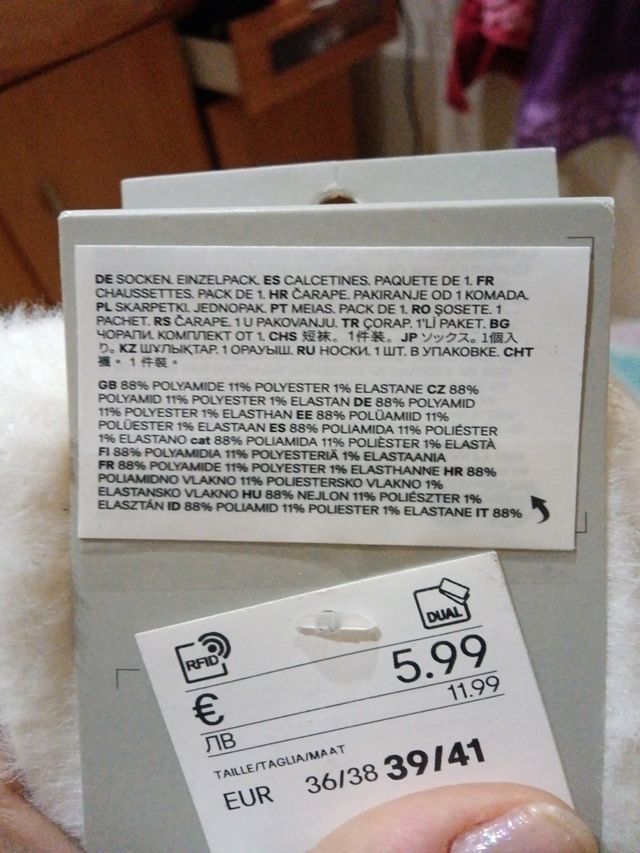 DE SOCKEN. EINZELPACK. ES CALCETINES. PAQUETE DE 1. FR
CHAUSSETTES. PACK DE 1. HR ČARAPE. PAKIRANJE OD 1 KOMADA.
PL SKARPETKI. JEDNOPAK. PT MEIAS. PACK DE 1. RO ȘOSETE. 1
PACHET. RS ČARAPE. 1 U PAKOVANJU. TR ÇORAP. 1'Lİ PAKET. BG
ЧОРАПИ. КОМПЛЕКТ ОТ 1. CHS 短袜。 1件装。 JP ソックス。1個入
り。 KZ ШҰЛЫҚТАР. 1 ОРАУЫШ. RU НОСКИ. 1 ШТ. В УПАКОВКЕ. CHT
襪。 1 件裝。
GB 88% POLYAMIDE 11% POLYESTER 1% ELASTANE CZ 88%
POLYAMID 11% POLYESTER 1% ELASTAN DE 88% POLYAMID
11% POLYESTER 1% ELASTHAN EE 88% POLÜAMIID 11%
POLÜESTER 1% ELASTAAN ES 88% POLIAMIDA 11% POLIÉSTER
1% ELASTANO cat 88% POLIAMIDA 11% POLIÈSTER 1% ELASTÀ
FI 88% POLYAMIDIA 11% POLYESTERIÄ 1% ELASTAANIA
FR 88% POLYAMIDE 11% POLYESTER 1% ELASTHANNE HR 88%
POLIAMIDNO VLAKNO 11% POLIESTERSKO VLAKNO 1%
ELASTANSKO VLAKNO HU 88% NEJLON 11% POLIÉSZTER 1%
ELASZTÁN ID 88% POLIAMID 11% POLIESTER 1% ELASTANE IT 88%
RFID
DUAL
€ 5.99
ЛВ 11.99
TAILLE/TAGLIA/MAAT
EUR 36/38 39/41